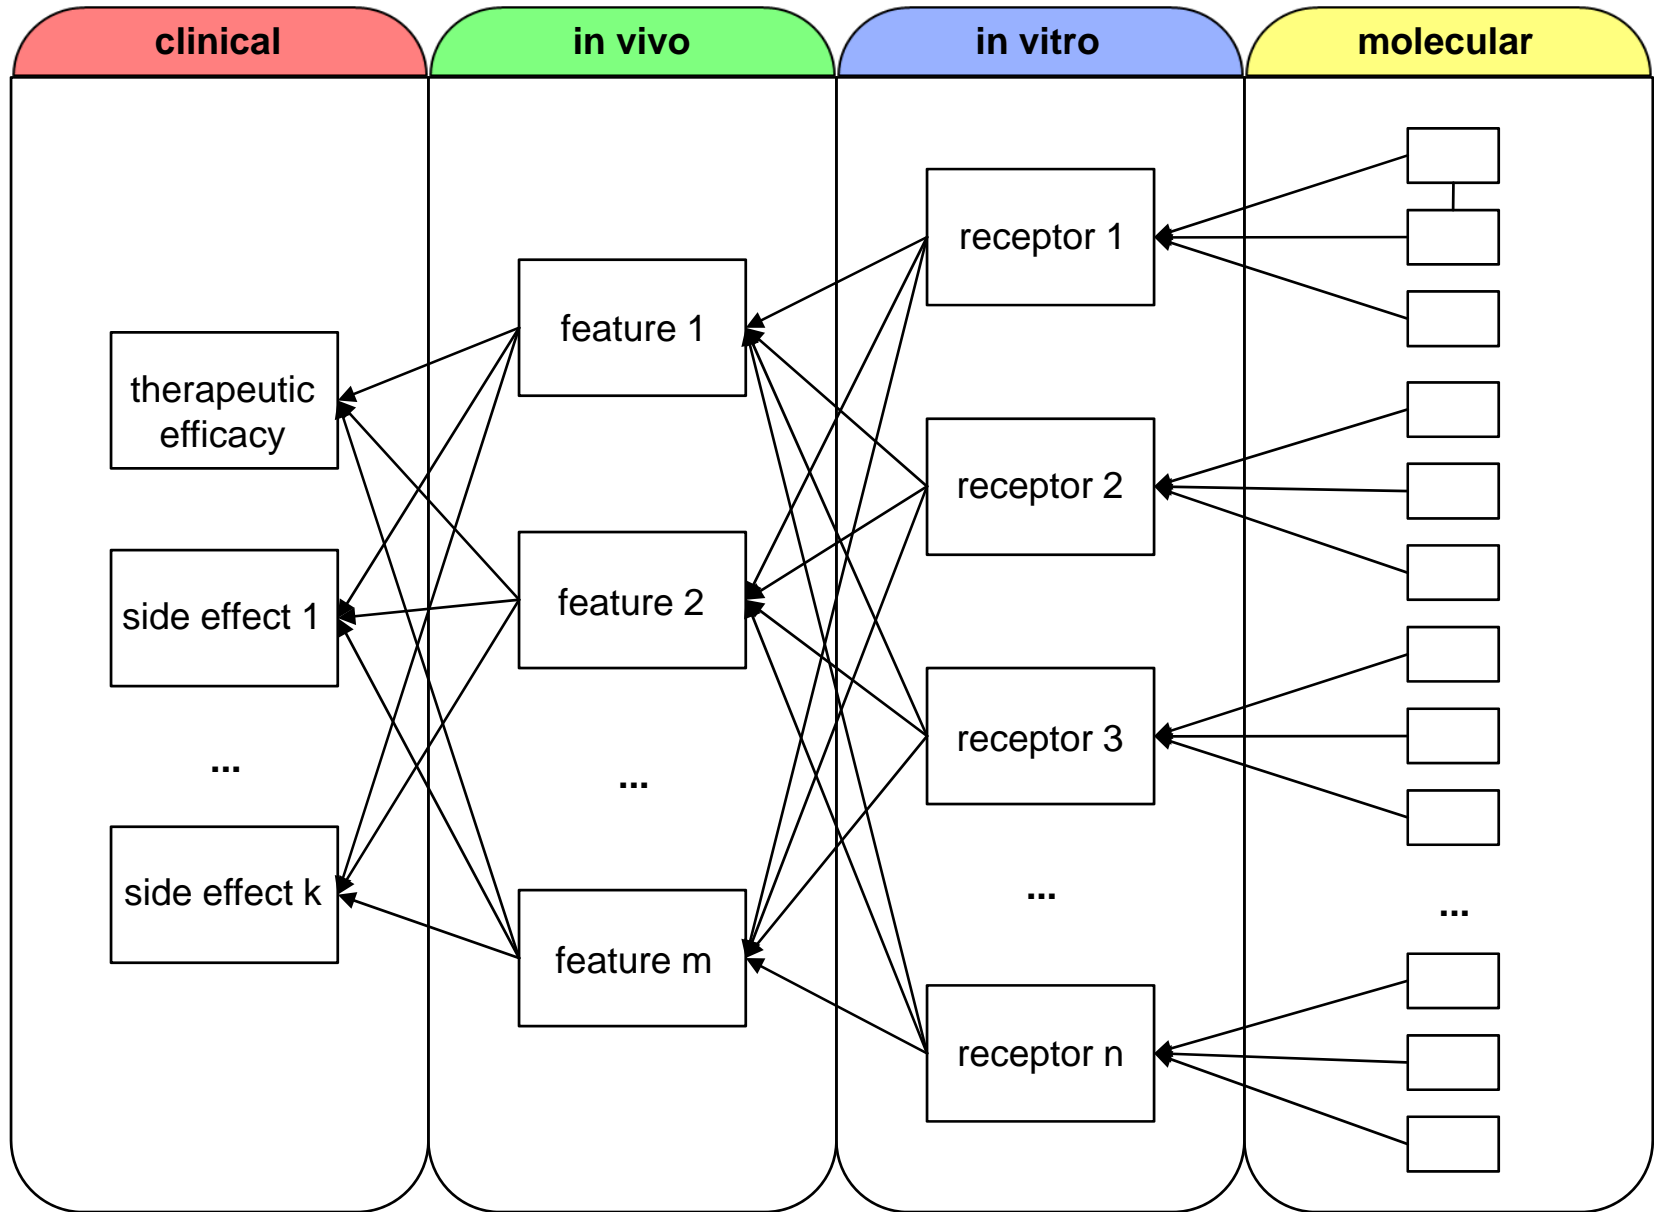 clinical
in vivo
in vitro
molecular
therapeutic
efficacy
side effect 1
...
side effect k
feature 1
feature 2
...
feature m
receptor 1
receptor 2
receptor 3
...
receptor n
...